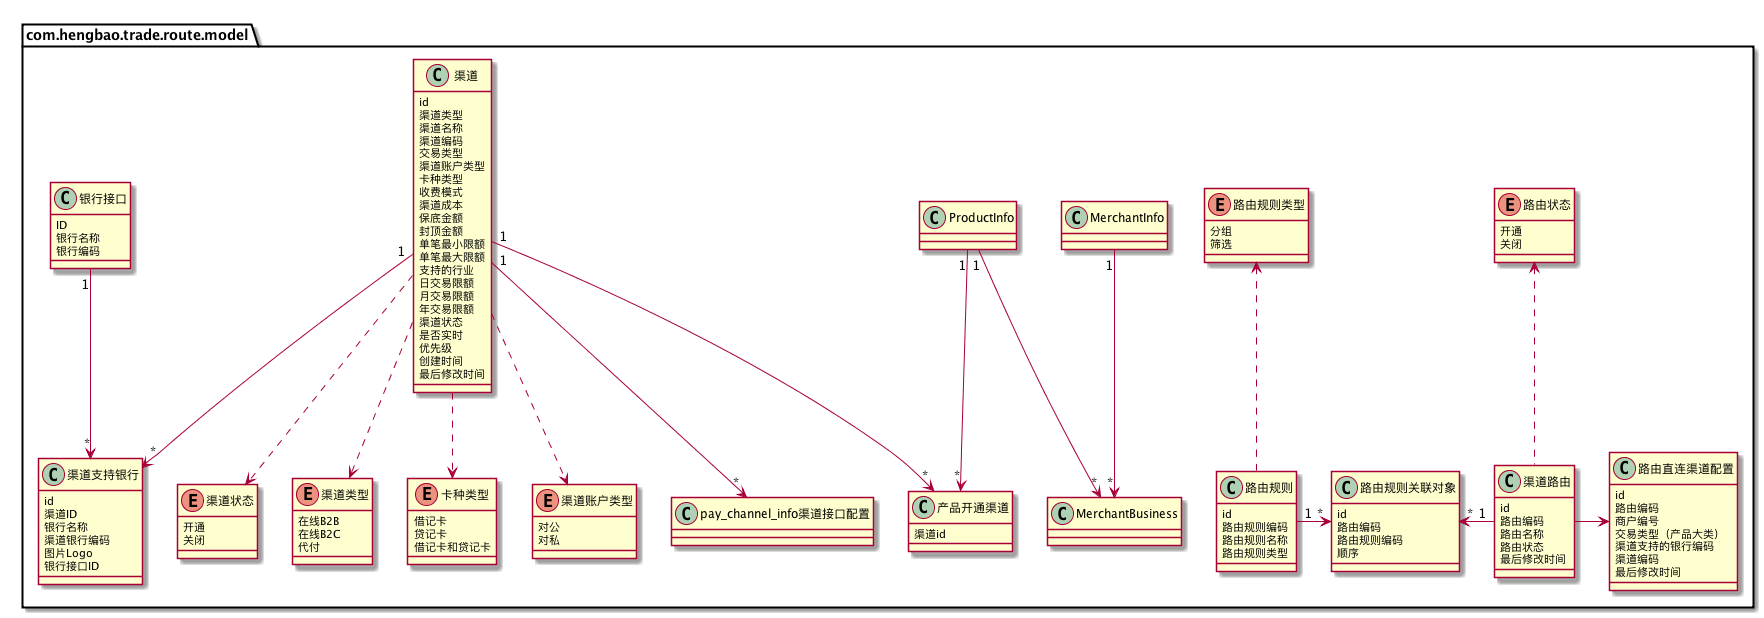 com.hengbao.trade.route.model
C 渠道
id
渠道类型
渠道名称
渠道编码
交易类型
渠道账户类型
卡种类型
收费模式
渠道成本
保底金额
封顶金额
单笔最小限额
单笔最大限额
支持的行业
日交易限额
月交易限额
年交易限额
渠道状态
是否实时
优先级
创建时间
最后修改时间
C 银行接口
ID
银行名称
银行编码
C ProductInfo
C MerchantInfo
E 路由规则类型
分组
筛选
E 路由状态
开通
关闭
1
1
1
1
1
1
1
*
*
*
*
*
*
*
C 渠道支持银行
id
渠道ID
银行名称
渠道银行编码
图片Logo
银行接口ID
E 渠道状态
开通
关闭
E 渠道类型
在线B2B
在线B2C
代付
E 卡种类型
借记卡
贷记卡
借记卡和贷记卡
E 渠道账户类型
对公
对私
C pay_channel_info渠道接口配置
C 产品开通渠道
渠道id
C MerchantBusiness
C 路由规则
id
路由规则编码
路由规则名称
路由规则类型
1 *
C 路由规则关联对象
id
路由编码
路由规则编码
顺序
* 1
C 渠道路由
id
路由编码
路由名称
路由状态
最后修改时间
C 路由直连渠道配置
id
路由编码
商户编号
交易类型（产品大类）
渠道支持的银行编码
渠道编码
最后修改时间